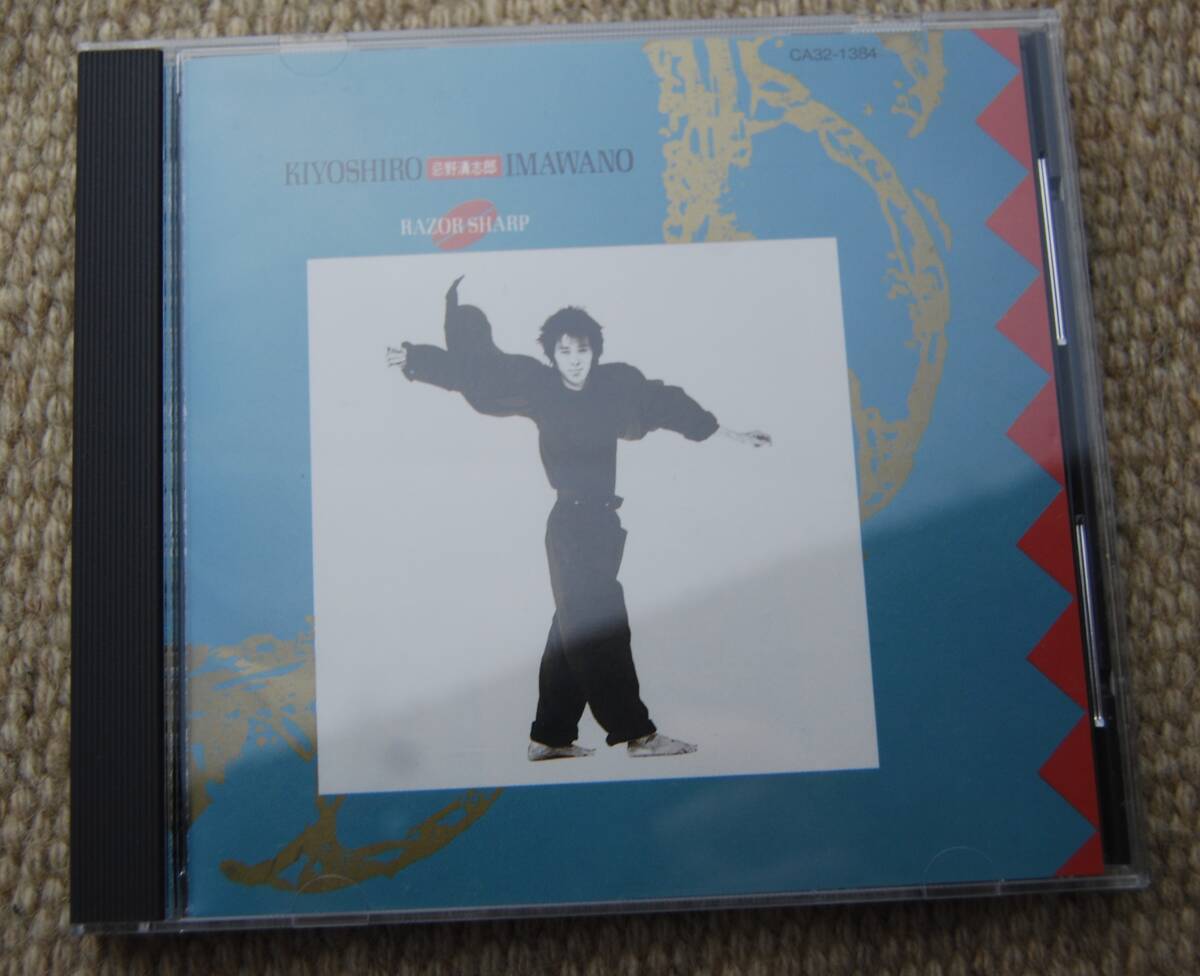 CA32-1384
KIYOSHIRO 忌野清志郎 IMAWANO
RAZOR SHARP